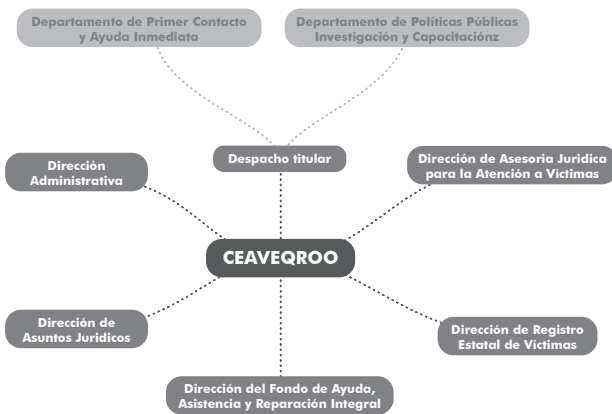 Departamento de Primer Contacto
y Ayuda Inmediata
Departamento de Políticas Públicas
Investigación y Capacitaciónz
Despacho titular
Dirección
Administrativa
Dirección de Asesoria Juridica
para la Atención a Víctimas
CEAVEQROO
Dirección de
Asuntos Juridicos
Dirección de Registro
Estatal de Víctimas
Dirección del Fondo de Ayuda,
Asistencia y Reparación Integral